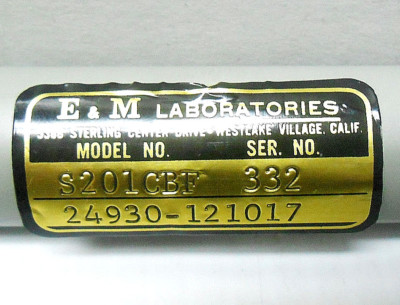 E & M LABORATORIES
STERLING CENTER DRIVE WESTLAKE VILLAGE, CALIF.
MODEL NO. SER. NO.
S201CBF 332
24930-121017